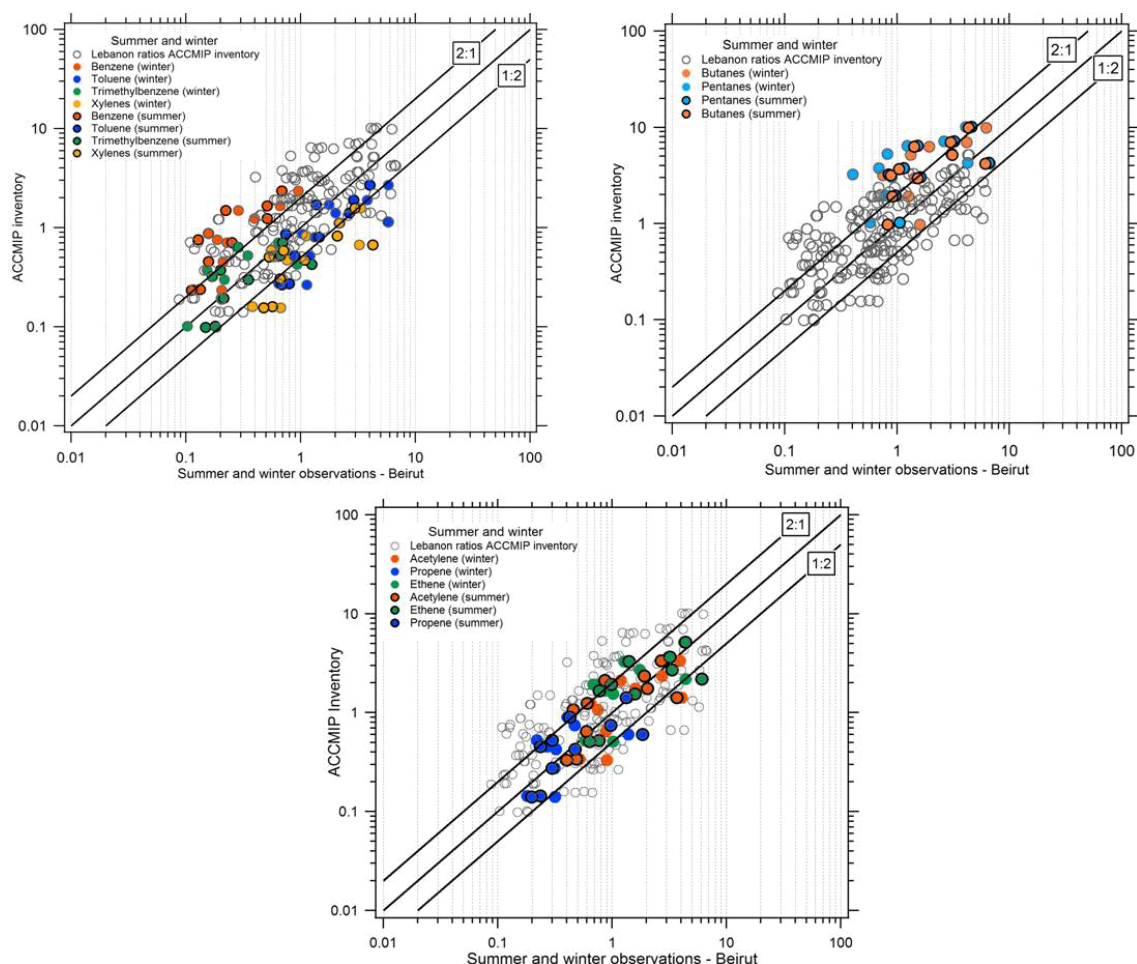 Summer and winter
Lebanon ratios ACCMIP inventory
Benzene (winter)
Toluene (winter)
Trimethylbenzene (winter)
Xylenes (winter)
Benzene (summer)
Toluene (summer)
Trimethylbenzene (summer)
Xylenes (summer)
2:1
1:2
100
10
1
0.1
0.01
ACCMIP inventory
0.01
0.1
1
10
100
Summer and winter observations - Beirut
Summer and winter
Lebanon ratios ACCMIP inventory
Butanes (winter)
Pentanes (winter)
Pentanes (summer)
Butanes (summer)
2:1
1:2
100
10
1
0.1
0.01
ACCMIP inventory
0.01
0.1
1
10
100
Summer and winter observations - Beirut
Summer and winter
Lebanon ratios ACCMIP inventory
Acetylene (winter)
Propene (winter)
Ethene (winter)
Acetylene (summer)
Ethene (summer)
Propene (summer)
2:1
1:2
100
10
1
0.1
0.01
ACCMIP Inventory
0.01
0.1
1
10
100
Summer and winter observations - Beirut